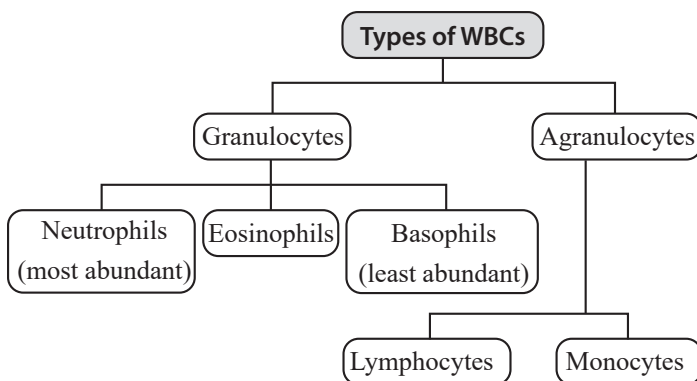 Types of WBCs
Granulocytes
Agranulocytes
Neutrophils
(most abundant)
Eosinophils
Basophils
(least abundant)
Lymphocytes
Monocytes